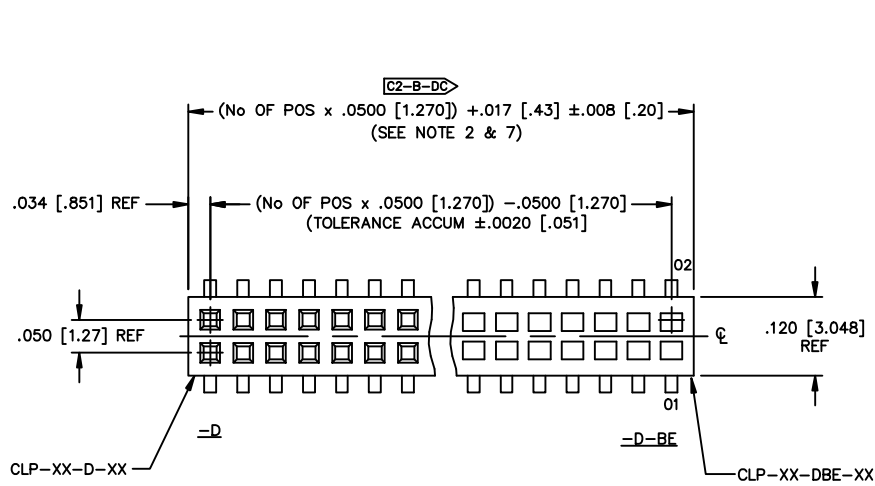 C2-B-DC
(No OF POS x .0500 [1.270]) +.017 [.43] ±.008 [.20]
(SEE NOTE 2 & 7)
.034 [.851] REF
(No OF POS x .0500 [1.270]) -.0500 [1.270]
(TOLERANCE ACCUM ±.0020 [.051]
02
.050 [1.27] REF
℄
.120 [3.048]
REF
01
-D
-D-BE
CLP-XX-D-XX
CLP-XX-DBE-XX